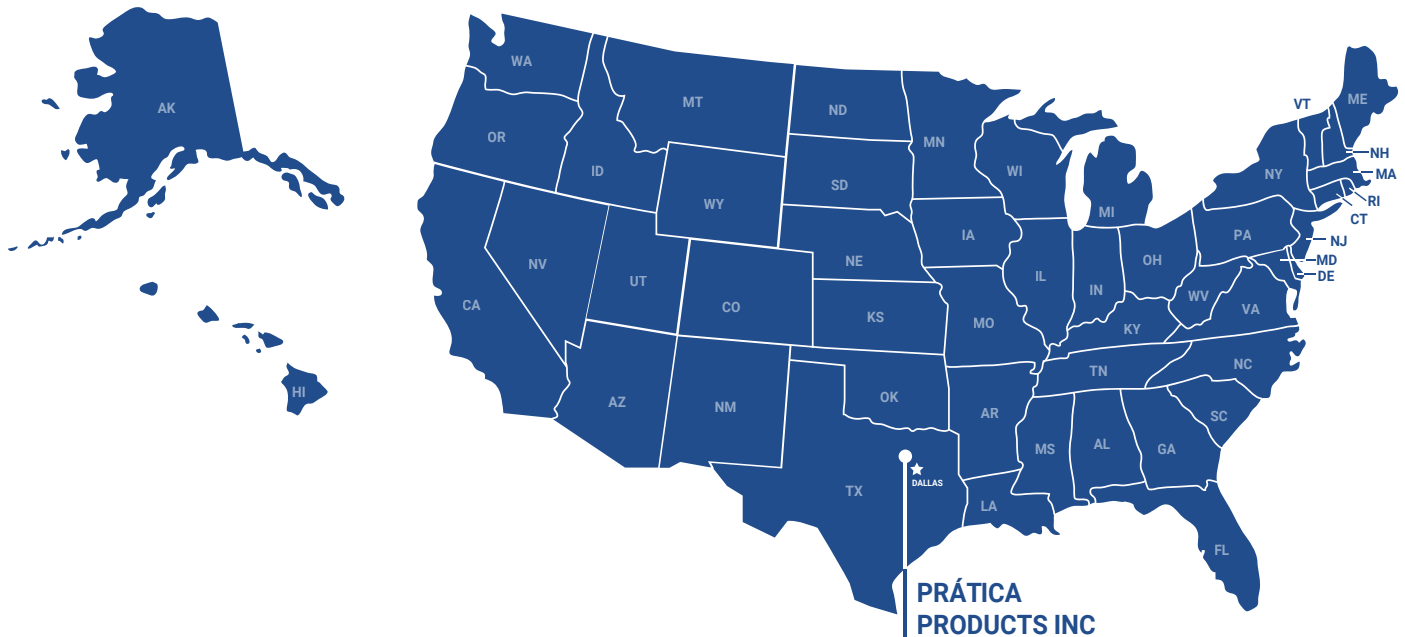 AK
HI
WA
OR
CA
ID
NV
MT
WY
UT
AZ
CO
NM
ND
SD
NE
KS
OK
TX
DALLAS
MN
IA
MO
AR
LA
WI
IL
MI
IN
OH
KY
TN
MS
AL
GA
FL
SC
NC
VA
WV
PA
NY
VT
ME
NH
MA
RI
CT
NJ
MD
DE
PRÁTICA
PRODUCTS INC